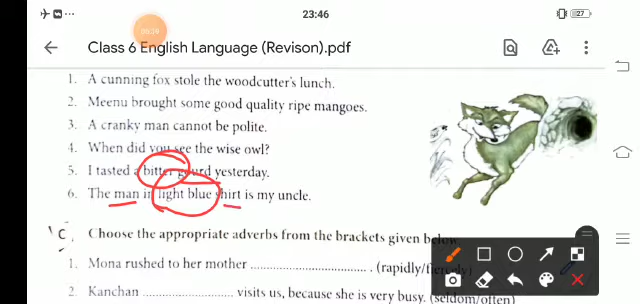 23:46
27
Class 6 English Language (Revison).pdf
1. A cunning fox stole the woodcutter's lunch.
2. Meenu brought some good quality ripe mangoes.
3. A cranky man cannot be polite.
4. When did you see the wise owl?
5. I tasted a bitter gourd yesterday.
6. The man in light blue shirt is my uncle.
C. Choose the appropriate adverbs from the brackets given below
1. Mona rushed to her mother .................................... . (rapidly/fiercely)
2. Kanchan ............................ visits us, because she is very busy. (seldom/often